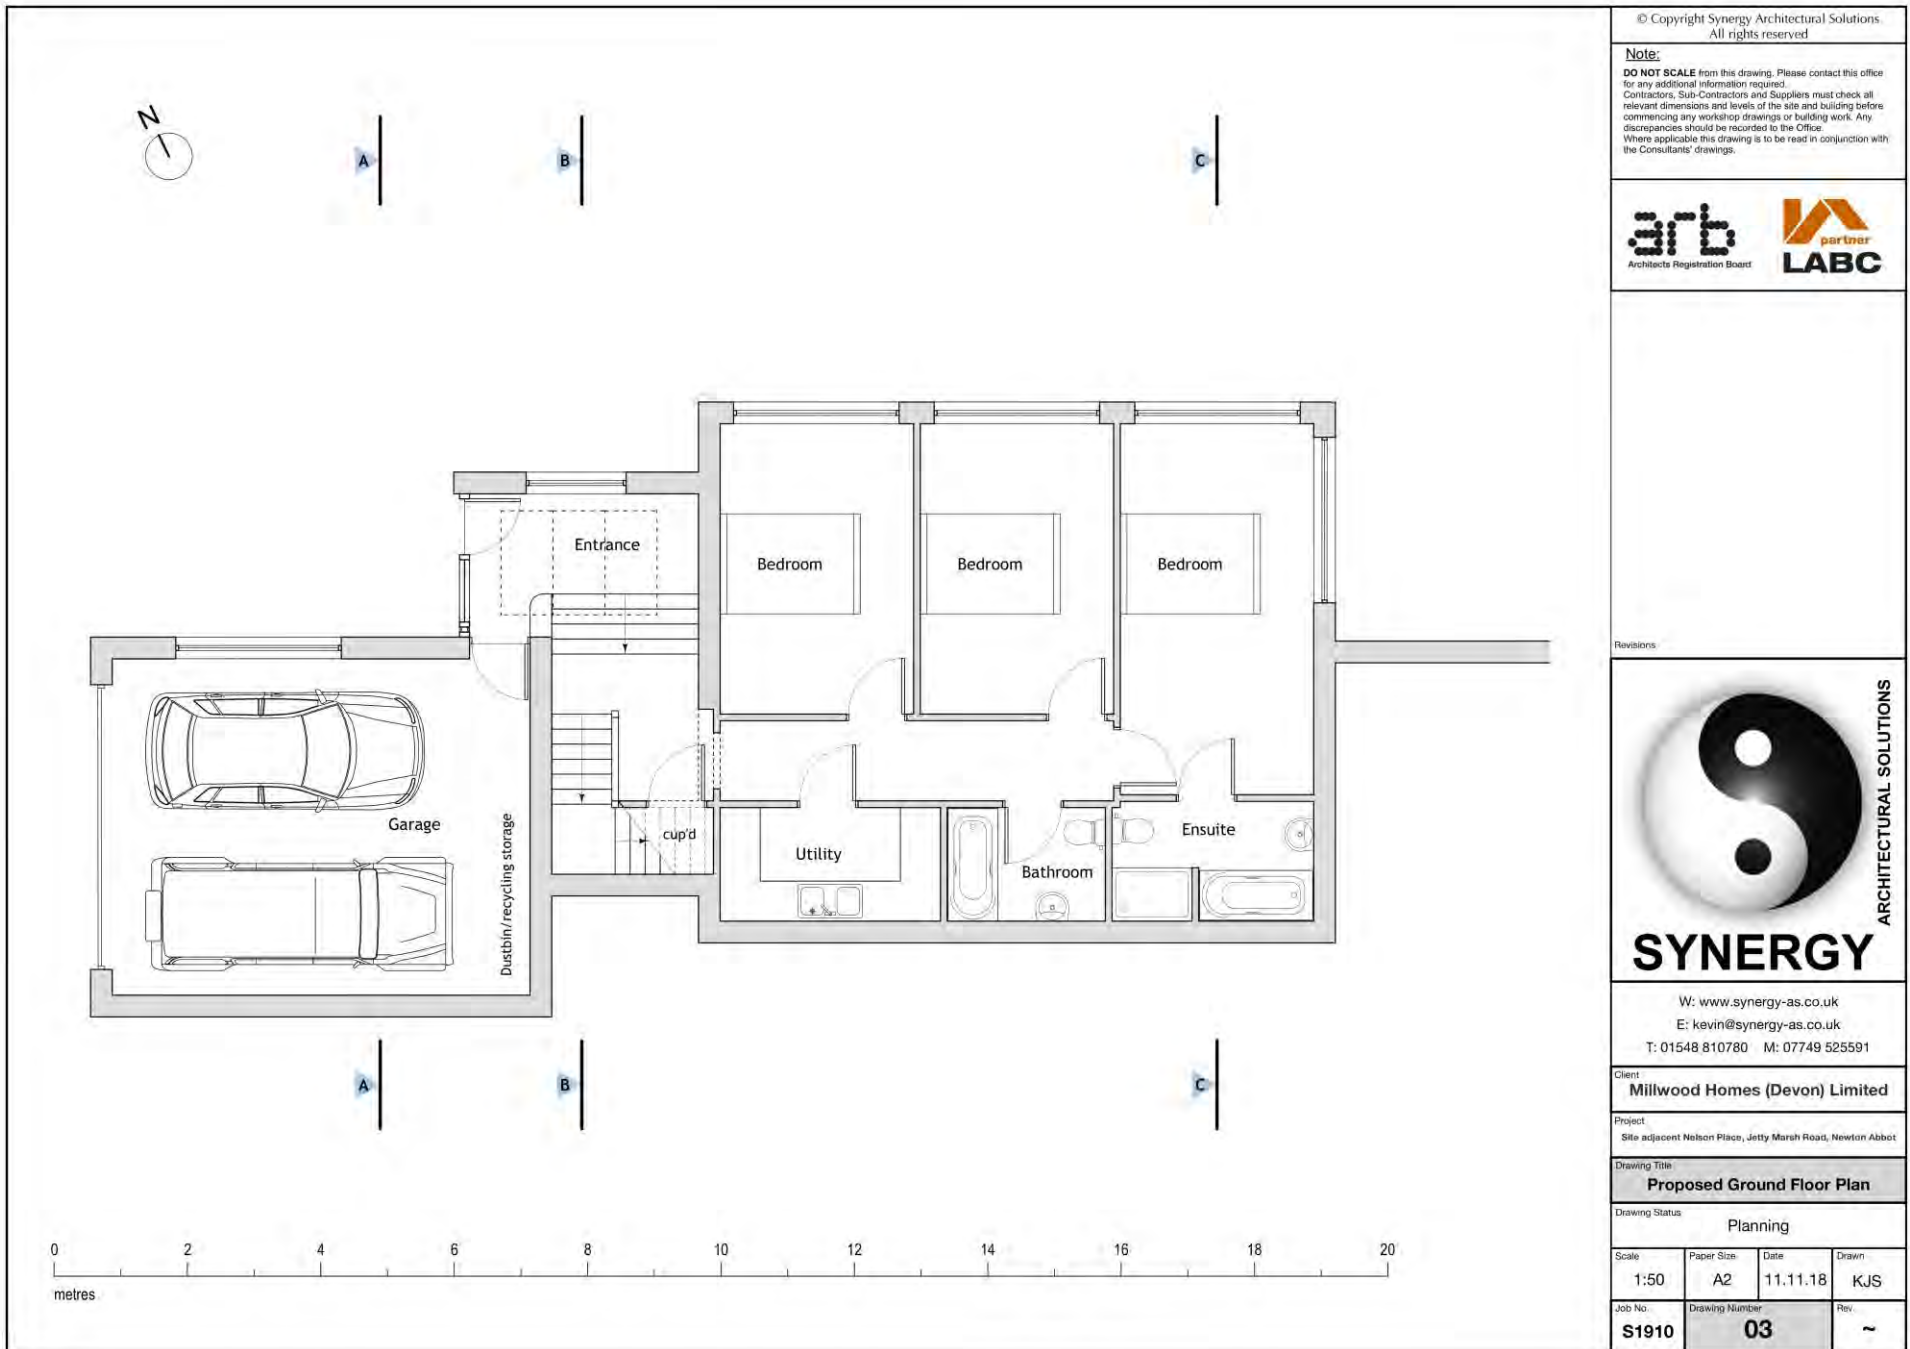 N
A
B
C
Entrance
Bedroom
Bedroom
Bedroom
Garage
Dustbin/recycling storage
cup'd
Utility
Bathroom
Ensuite
A
B
C
0 2 4 6 8 10 12 14 16 18 20
metres
© Copyright Synergy Architectural Solutions
All rights reserved
Note:
DO NOT SCALE from this drawing. Please contact this office
for any additional information required.
Contractors, Sub-Contractors and Suppliers must check all
relevant dimensions and levels of the site and building before
commencing any workshop drawings or building work. Any
discrepancies should be recorded to the Office.
Where applicable this drawing is to be read in conjunction with
the Consultants' drawings.
arb
Architects Registration Board
partner
LABC
Revisions
ARCHITECTURAL SOLUTIONS
SYNERGY
W: www.synergy-as.co.uk
E: kevin@synergy-as.co.uk
T: 01548 810780 M: 07749 525591
Client
Millwood Homes (Devon) Limited
Project
Site adjacent Nelson Place, Jetty Marsh Road, Newton Abbot
Drawing Title
Proposed Ground Floor Plan
Drawing Status
Planning
Scale Paper Size Date Drawn
1:50 A2 11.11.18 KJS
Job No. Drawing Number Rev.
S1910 03 ~